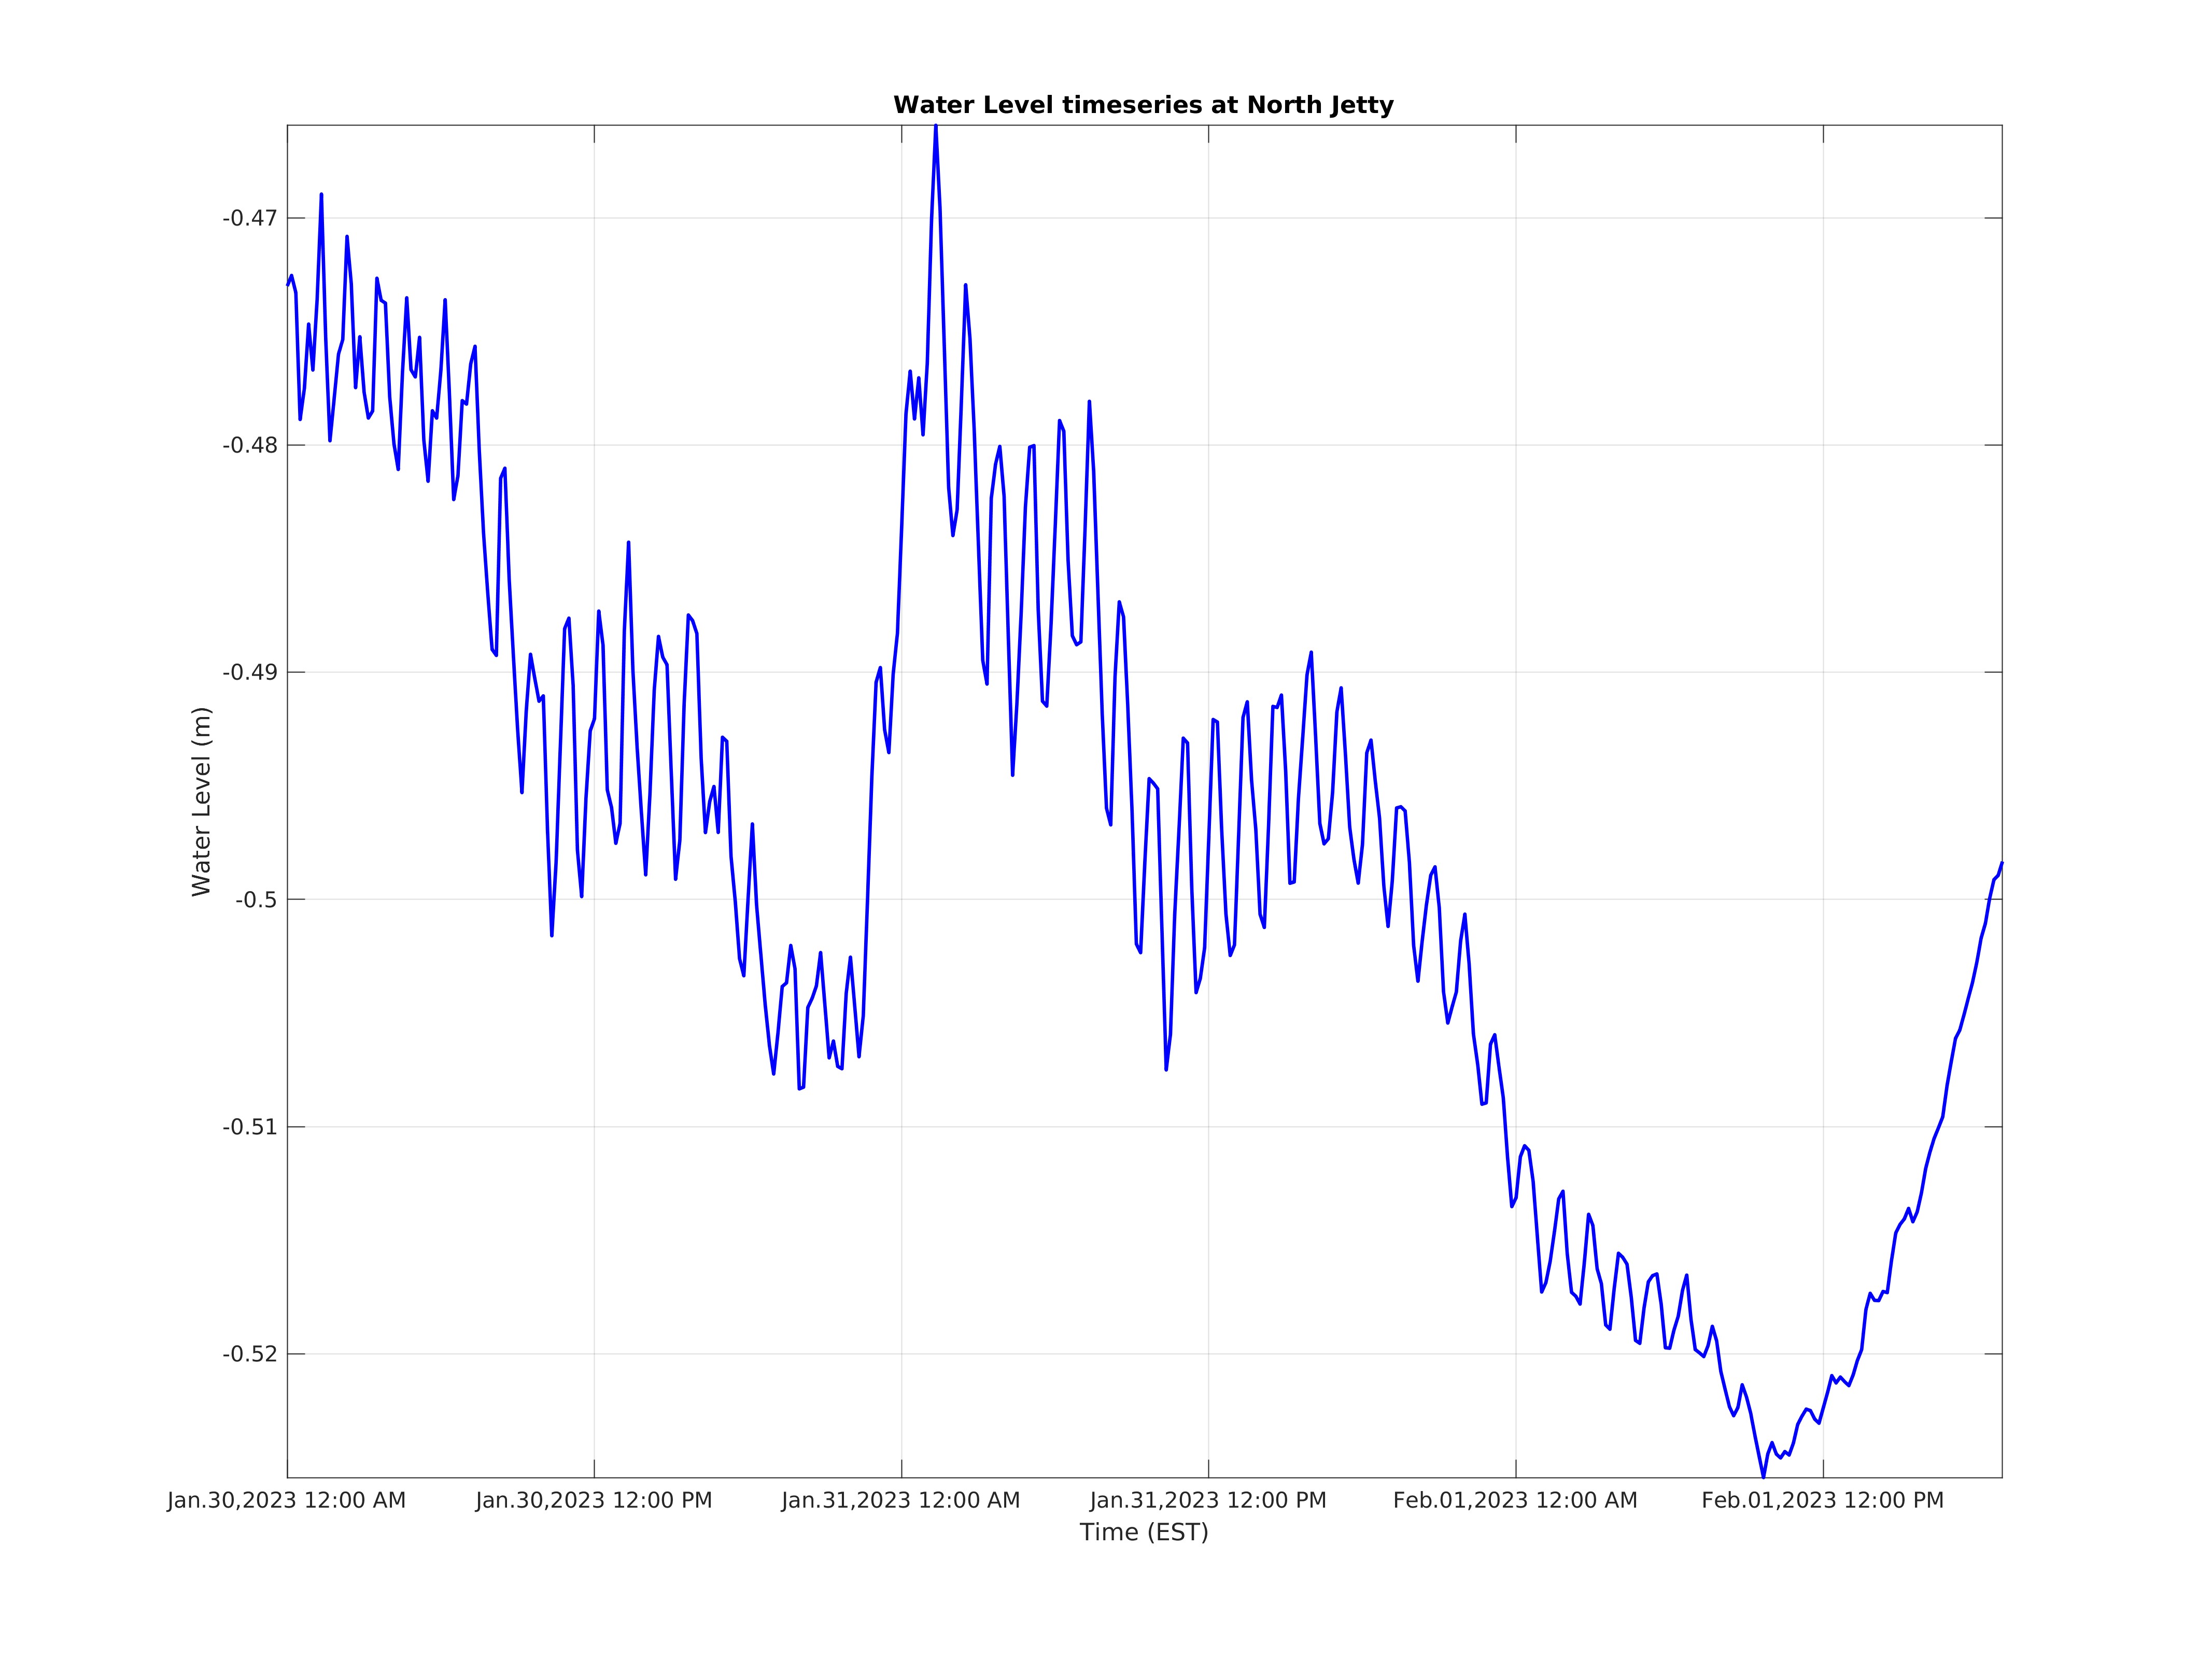 Water Level timeseries at North Jetty
-0.47
-0.48
-0.49
-0.5
-0.51
-0.52
Water Level (m)
Jan.30,2023 12:00 AM
Jan.30,2023 12:00 PM
Jan.31,2023 12:00 AM
Jan.31,2023 12:00 PM
Feb.01,2023 12:00 AM
Feb.01,2023 12:00 PM
Time (EST)